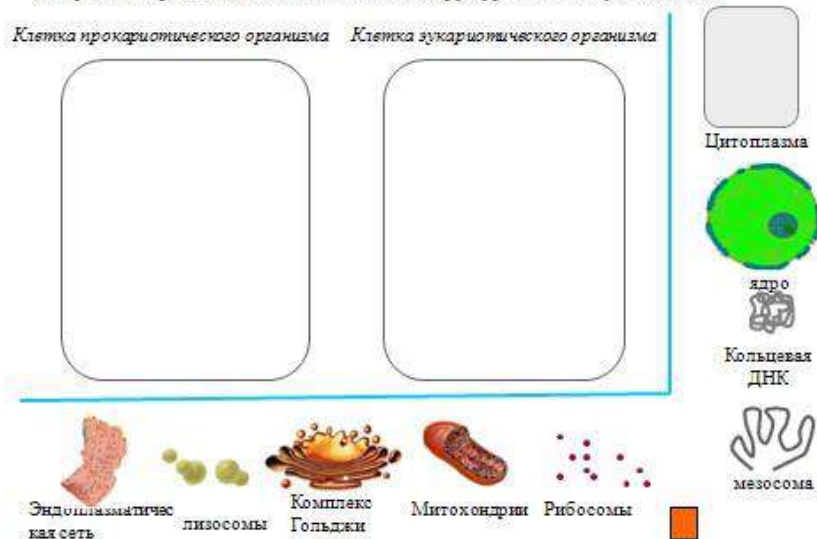 Клетка прокариотического организма
Клетка эукариотического организма
Цитоплазма
ядро
Кольцевая
ДНК
мезосома
Эндоплазматичес
кая сеть
лизосомы
Комплекс
Гольджи
Митохондрии
Рибосомы